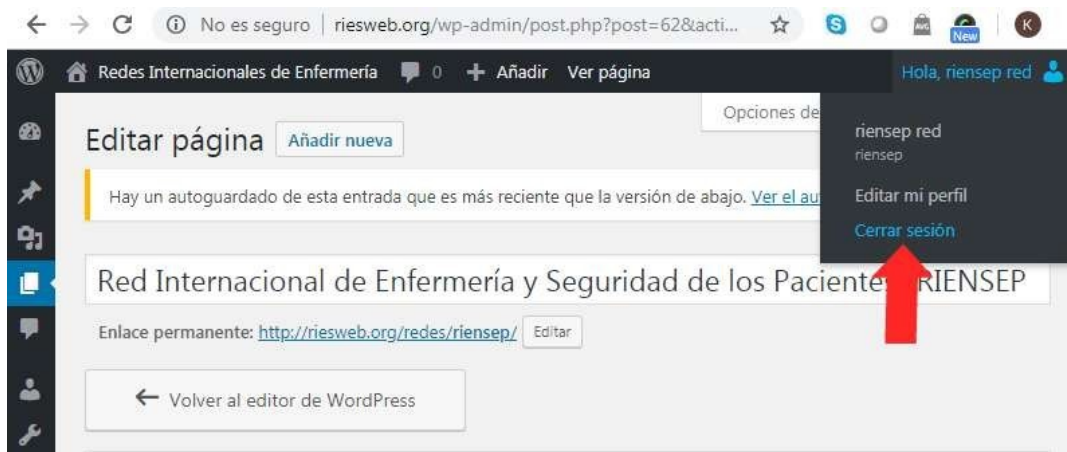 No es seguro | riesweb.org/wp-admin/post.php?post=62&acti...
New
K
Redes Internacionales de Enfermería 0 + Añadir Ver página Hola, riensep red
Opciones de
riensep red
riensep
Editar mi perfil
Cerrar sesión
Editar página Añadir nueva
Hay un autoguardado de esta entrada que es más reciente que la versión de abajo. Ver el au
Red Internacional de Enfermería y Seguridad de los Pacientes RIENSEP
Enlace permanente: http://riesweb.org/redes/riensep/ Editar
← Volver al editor de WordPress